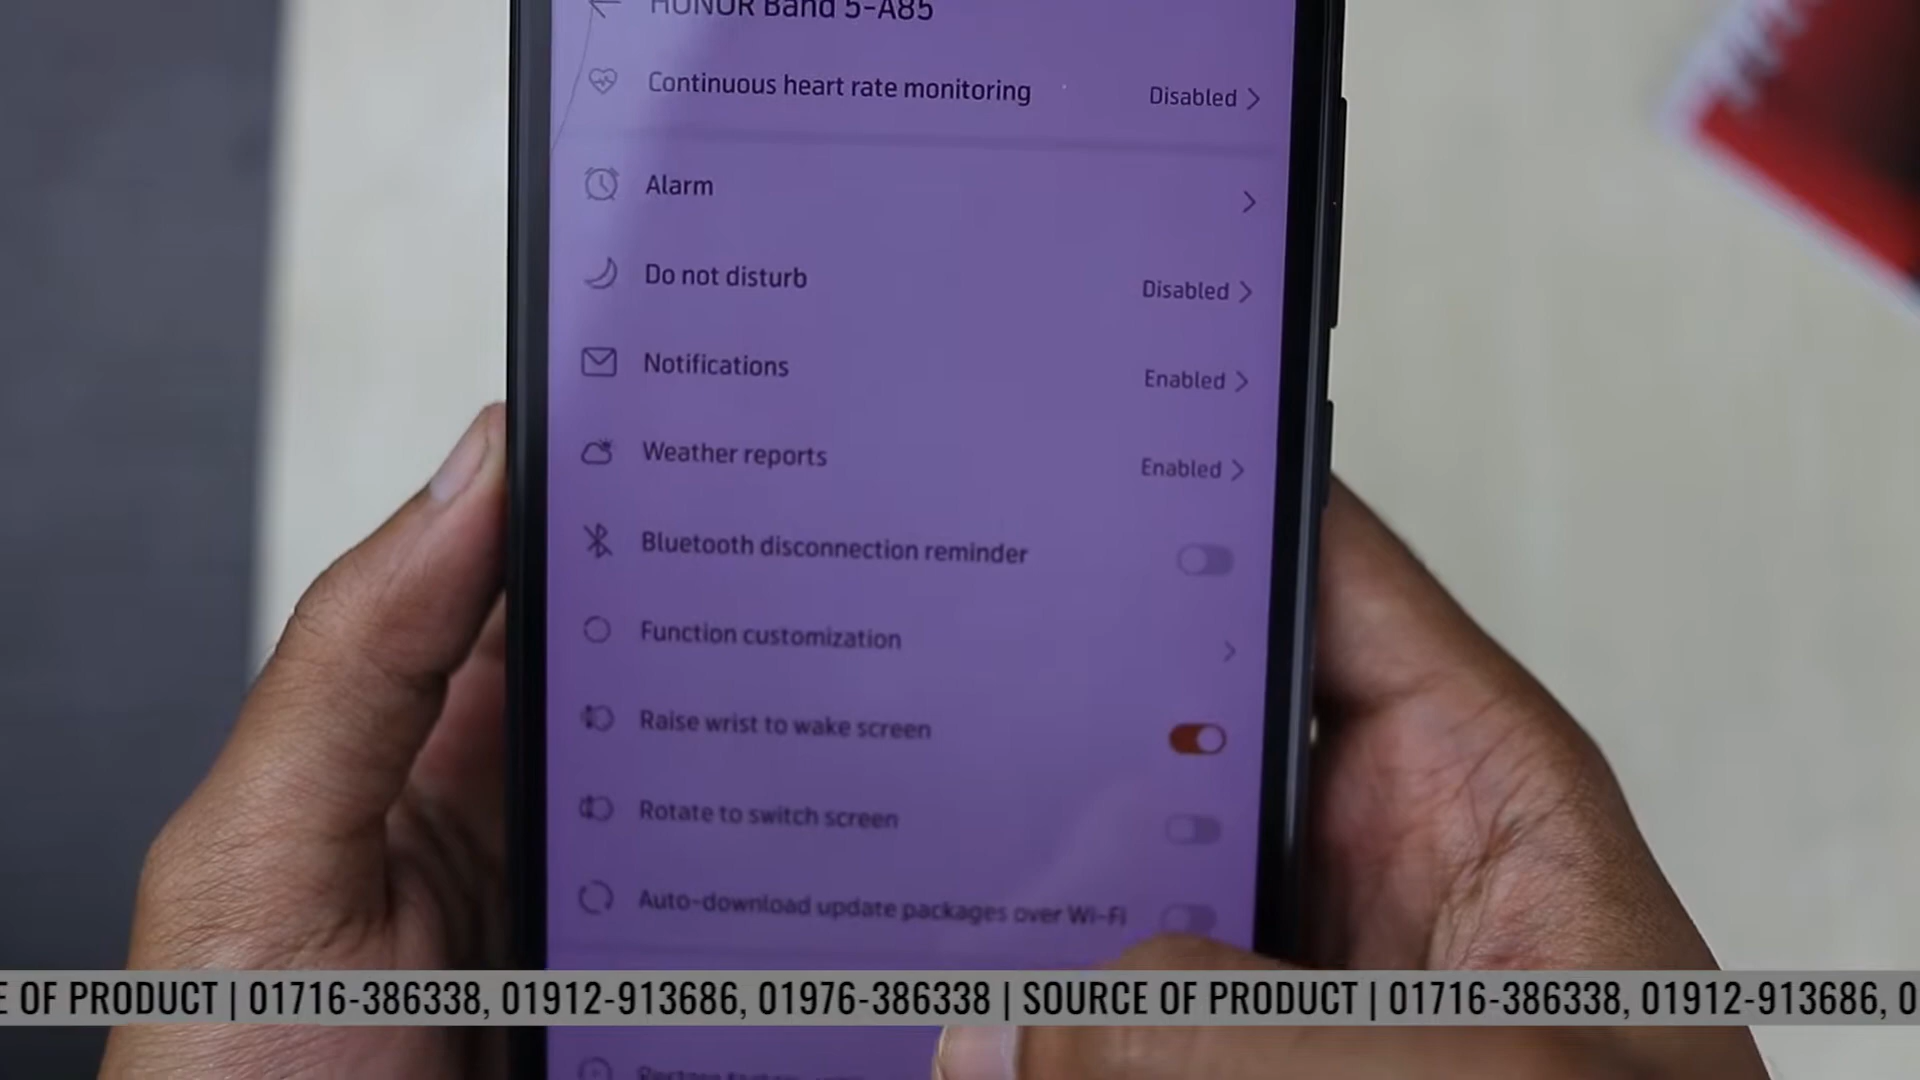 HONOR Band 5-A85
Continuous heart rate monitoring Disabled
Alarm
Do not disturb Disabled
Notifications Enabled
Weather reports Enabled
Bluetooth disconnection reminder
Function customization
Raise wrist to wake screen
Rotate to switch screen
Auto-download update packages over Wi-Fi
E OF PRODUCT | 01716-386338, 01912-913686, 01976-386338 | SOURCE OF PRODUCT | 01716-386338, 01912-913686, 0
Restore